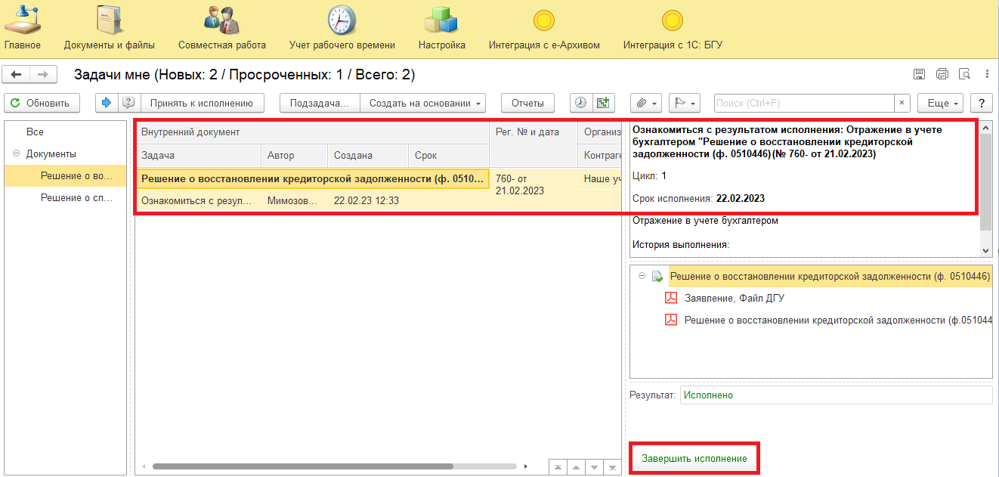 Главное
Документы и файлы
Совместная работа
Учет рабочего времени
Настройка
Интеграция с е-Архивом
Интеграция с 1С: БГУ
Задачи мне (Новых: 2 / Просроченных: 1 / Всего: 2)
Обновить
Принять к исполнению
Подзадача...
Создать на основании
Отчеты
Поиск (Ctrl+F)
×
Еще
?
Все
Документы
Решение о во...
Решение о сп...
Внутренний документ
Рег. № и дата
Организ
Задача
Автор
Создана
Срок
Контраге
Решение о восстановлении кредиторской задолженности (ф. 0510...
760- от
21.02.2023
Наше уч
Ознакомиться с резул...
Мимозов...
22.02.23 12:33
Ознакомиться с результатом исполнения: Отражение в учете
бухгалтером "Решение о восстановлении кредиторской
задолженности (ф. 0510446)(№ 760- от 21.02.2023)
Цикл: 1
Срок исполнения: 22.02.2023
Отражение в учете бухгалтером
История выполнения:
Решение о восстановлении кредиторской задолженности (ф. 0510446)
Заявление, Файл ДГУ
Решение о восстановлении кредиторской задолженности (ф.051044
Результат: Исполнено
Завершить исполнение